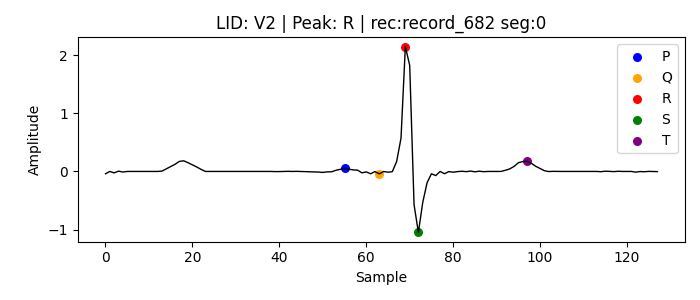 LID: V2 | Peak: R | rec:record_682 seg:0
P
Q
R
S
T
2
1
0
−1
Amplitude
0 20 40 60 80 100 120
Sample